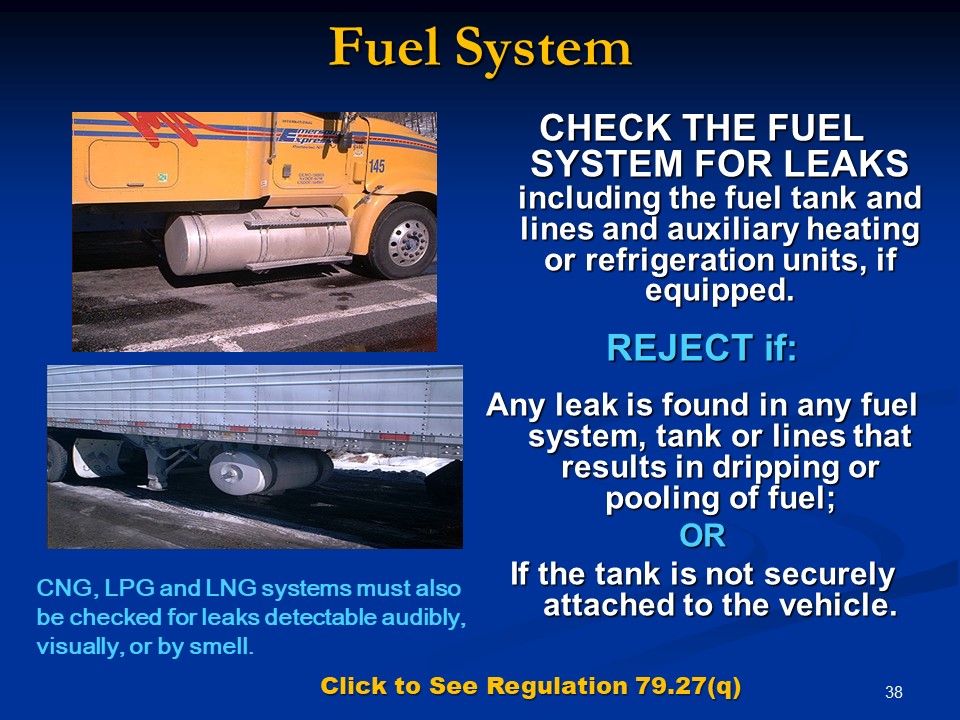 Fuel System
Emerson
Express
145
CHECK THE FUEL
SYSTEM FOR LEAKS
including the fuel tank and
lines and auxiliary heating
or refrigeration units, if
equipped.
REJECT if:
Any leak is found in any fuel
system, tank or lines that
results in dripping or
pooling of fuel;
OR
If the tank is not securely
attached to the vehicle.
CNG, LPG and LNG systems must also
be checked for leaks detectable audibly,
visually, or by smell.
Click to See Regulation 79.27(q)
38